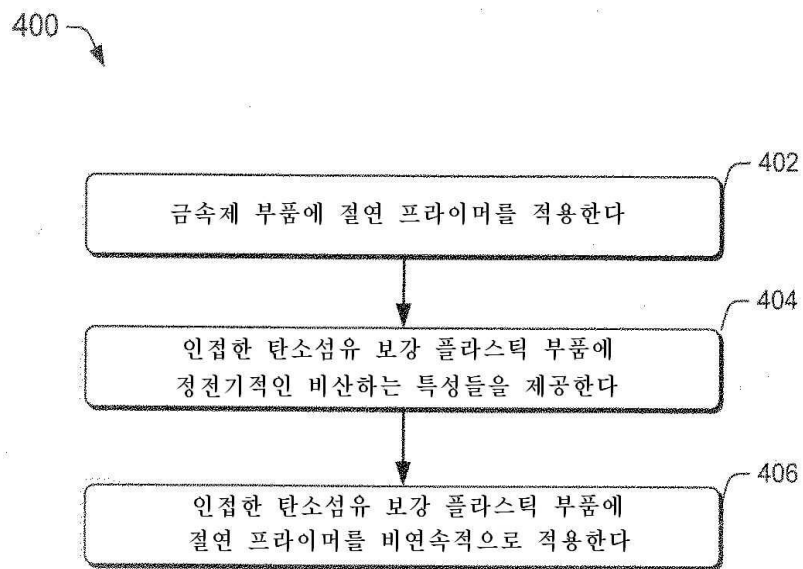 400
402
금속제 부품에 절연 프라이머를 적용한다
404
인접한 탄소섬유 보강 플라스틱 부품에
정전기적인 비산하는 특성들을 제공한다
406
인접한 탄소섬유 보강 플라스틱 부품에
절연 프라이머를 비연속적으로 적용한다